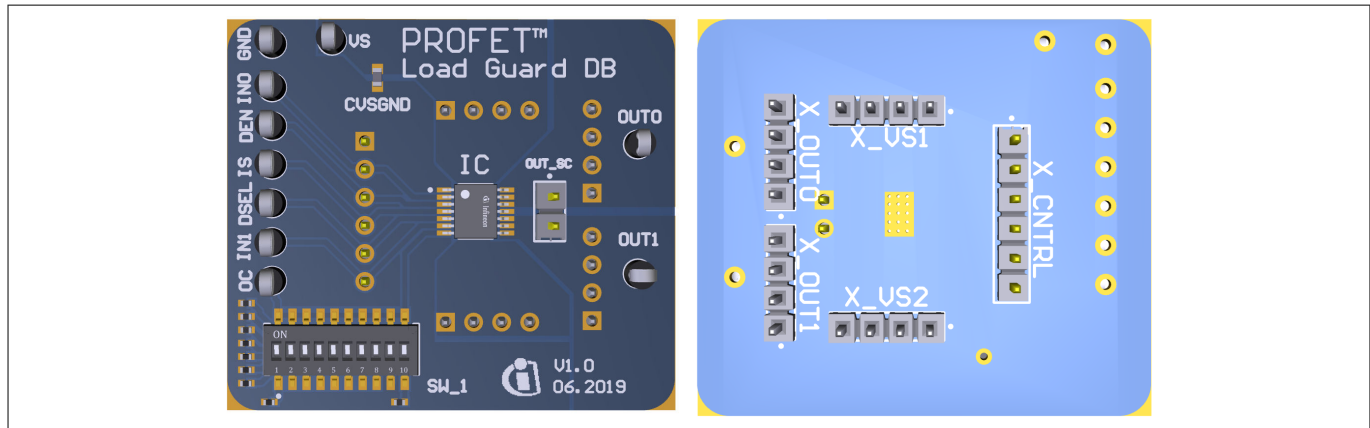 GND
VS
PROFET™
Load Guard DB
IN0
CVSGND
DEN
OUT0
IS
IC
OUT_SC
Infineon
DSEL
IN1
OUT1
OC
ON
1 2 3 4 5 6 7 8 9 10
SW_1
V1.0
06.2019
X_OUT0
X_VS1
X_CNTRL
X_OUT1
X_VS2